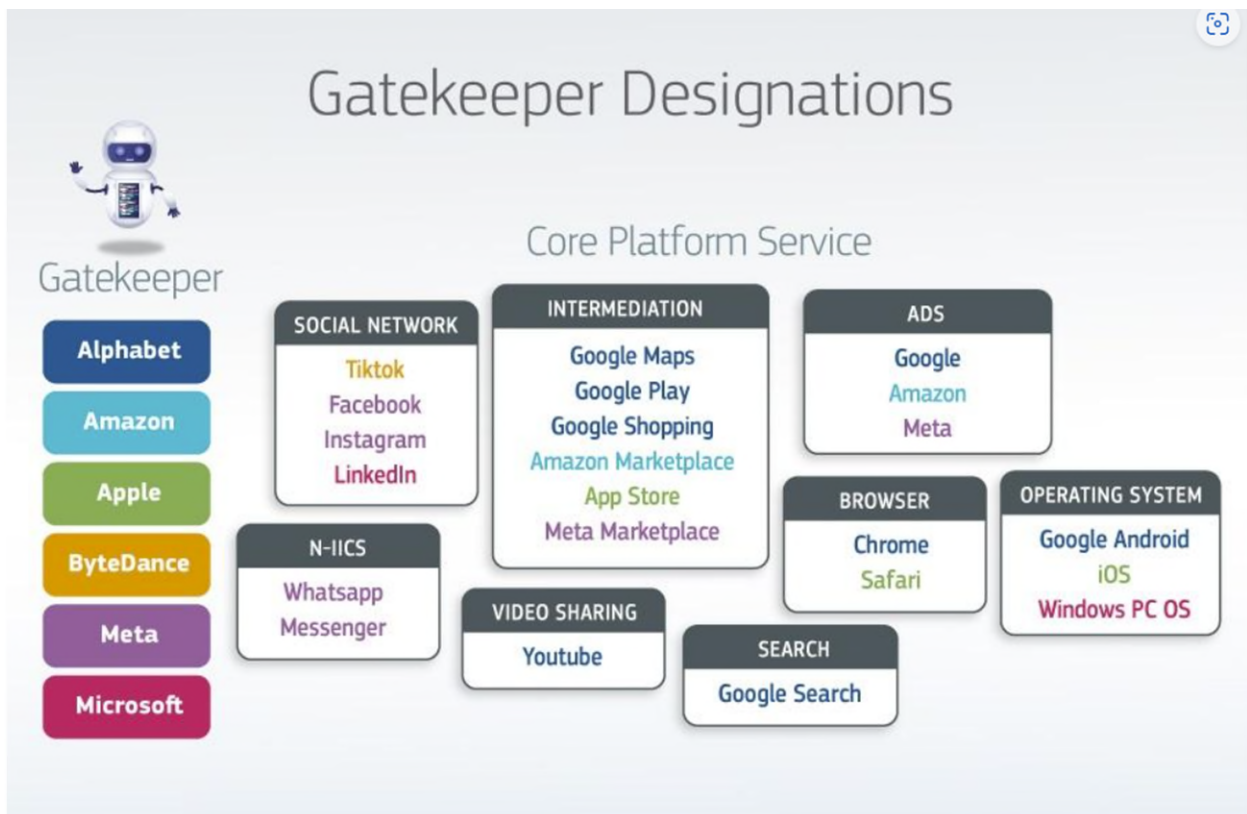 Gatekeeper Designations
Gatekeeper
Alphabet
Amazon
Apple
ByteDance
Meta
Microsoft
Core Platform Service
SOCIAL NETWORK
Tiktok
Facebook
Instagram
LinkedIn
INTERMEDIATION
Google Maps
Google Play
Google Shopping
Amazon Marketplace
App Store
Meta Marketplace
ADS
Google
Amazon
Meta
N-IICS
Whatsapp
Messenger
VIDEO SHARING
Youtube
SEARCH
Google Search
BROWSER
Chrome
Safari
OPERATING SYSTEM
Google Android
iOS
Windows PC OS